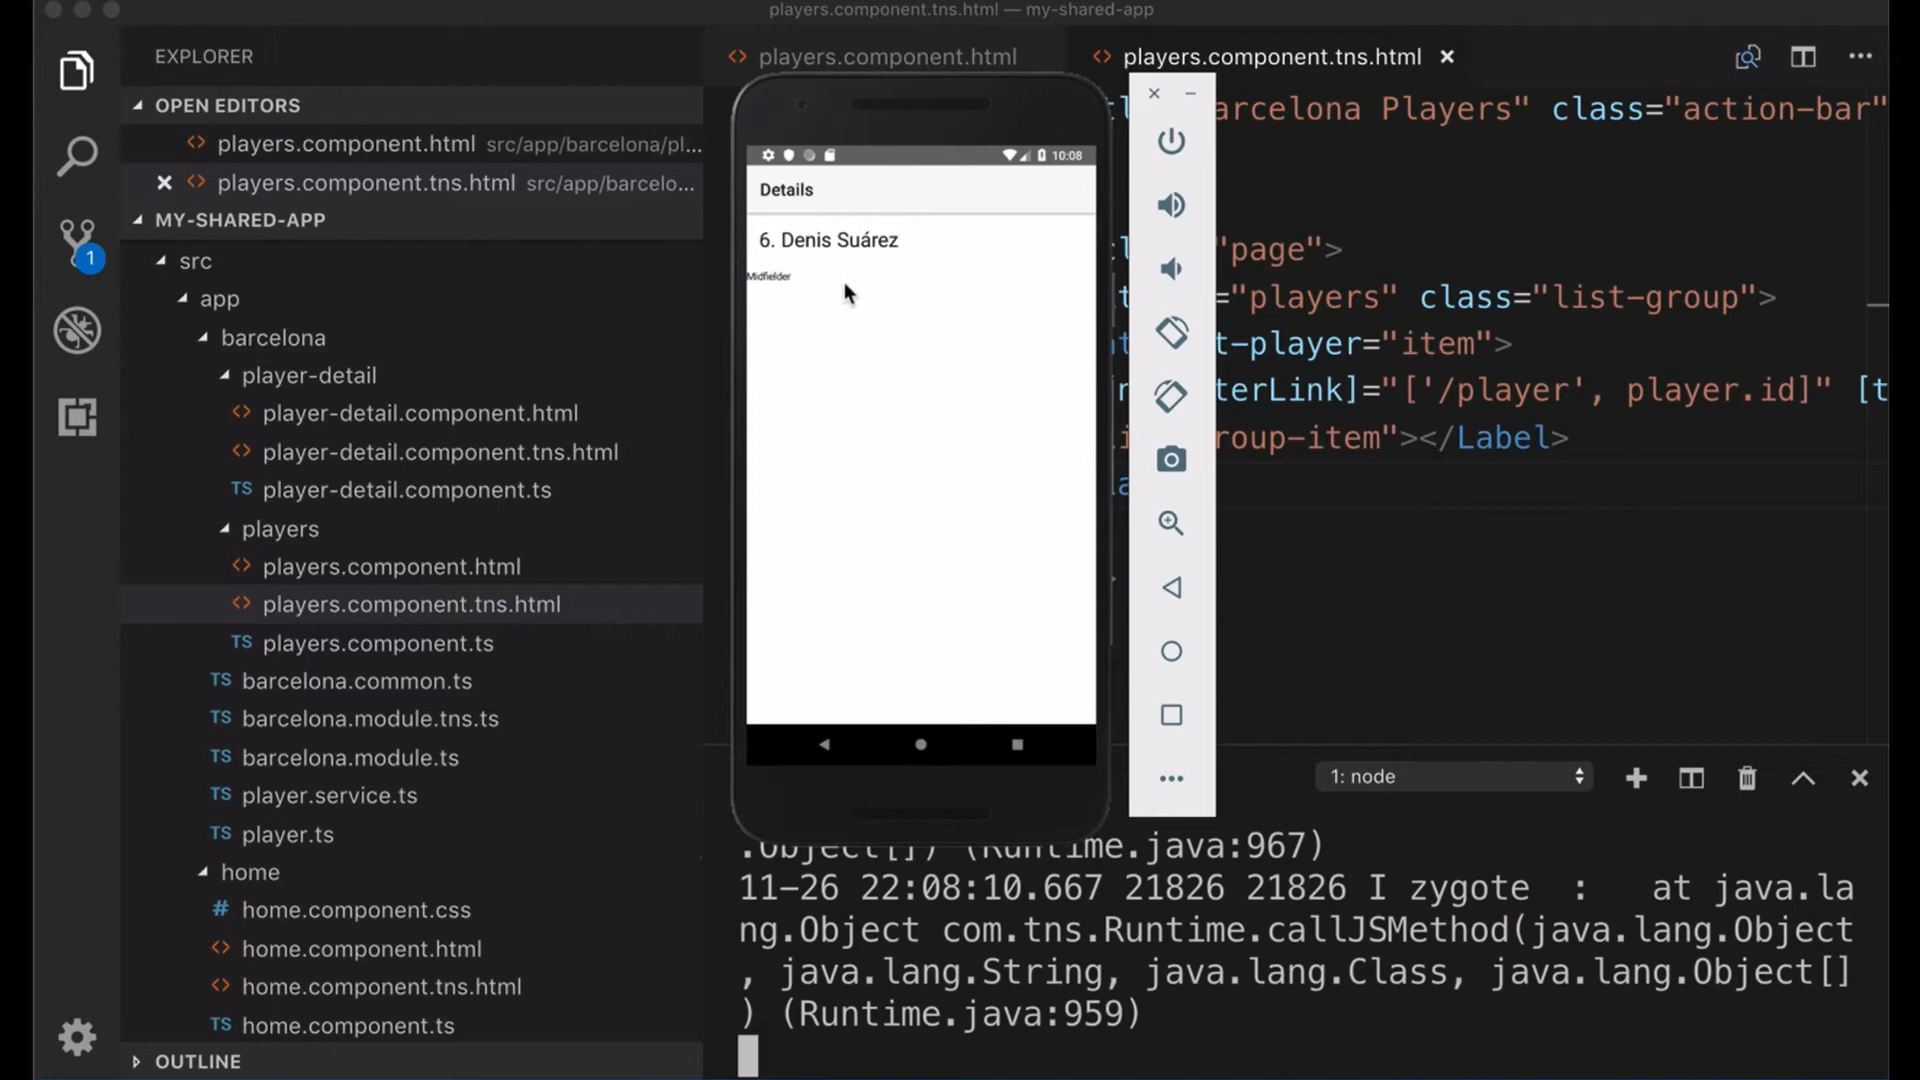 players.component.tns.html — my-shared-app
EXPLORER
OPEN EDITORS
players.component.html src/app/barcelona/pl...
players.component.tns.html src/app/barcelo...
MY-SHARED-APP
src
app
barcelona
player-detail
player-detail.component.html
player-detail.component.tns.html
TS player-detail.component.ts
players
players.component.html
players.component.tns.html
TS players.component.ts
TS barcelona.common.ts
TS barcelona.module.tns.ts
TS barcelona.module.ts
TS player.service.ts
TS player.ts
home
# home.component.css
home.component.html
home.component.tns.html
TS home.component.ts
OUTLINE
1
players.component.html
players.component.tns.html
arcelona Players" class="action-bar"
"page">
="players" class="list-group">
t-player="item">
terLink]="['/player', player.id]" [t
roup-item"></Label>
10:08
Details
6. Denis Suárez
Midfielder
1: node
.Object[]) (Runtime.java:967)
11-26 22:08:10.667 21826 21826 I zygote  :   at java.la
ng.Object com.tns.Runtime.callJSMethod(java.lang.Object
, java.lang.String, java.lang.Class, java.lang.Object[]
) (Runtime.java:959)